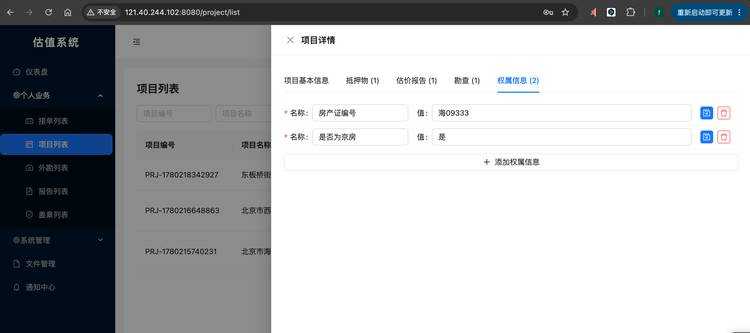 不安全 121.40.244.102:8080/project/list 重新启动即可更新
估值系统
仪表盘
个人业务
接单列表
项目列表
外勘列表
报告列表
盖章列表
系统管理
文件管理
通知中心
项目列表
项目编号 项目名称
项目编号 项目名称
PRJ-1780218342927 东板桥街
PRJ-1780216648863 北京市西
PRJ-1780215740231 北京市海
项目详情
项目基本信息 抵押物 (1) 估价报告 (1) 勘查 (1) 权属信息 (2)
* 名称: 房产证编号 值: 海09333
* 名称: 是否为京房 值: 是
+ 添加权属信息